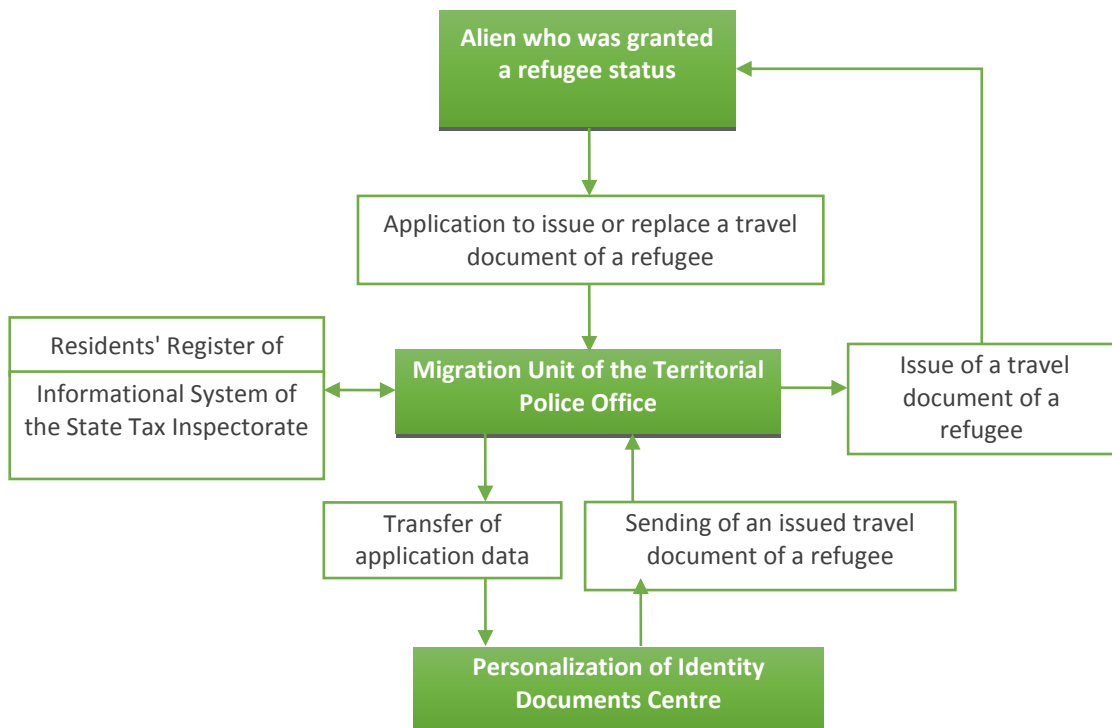 Alien who was granted
a refugee status
Application to issue or replace a travel
document of a refugee
Residents' Register of
Informational System of
the State Tax Inspectorate
Migration Unit of the Territorial
Police Office
Issue of a travel
document of a
refugee
Transfer of
application data
Sending of an issued travel
document of a refugee
Personalization of Identity
Documents Centre